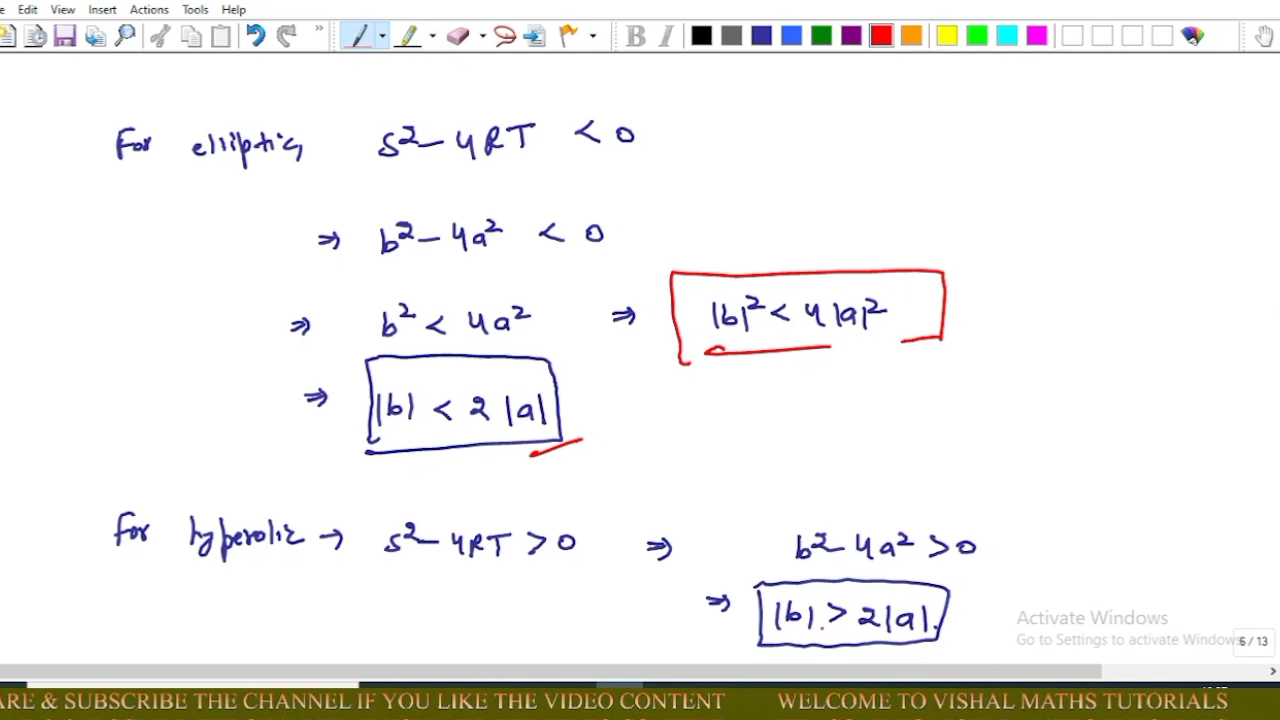 Edit View Insert Actions Tools Help
B I
For elliptic, S² - 4RT < 0
⇒ b² - 4a² < 0
⇒ b² < 4a² ⇒ |b|² < 4|a|²
⇒ |b| < 2 |a|
For hyperolic → S² - 4RT > 0 ⇒ b² - 4a² > 0
⇒ |b| > 2|a|.
Activate Windows
Go to Settings to activate Windows
6 / 13
ARE & SUBSCRIBE THE CHANNEL IF YOU LIKE THE VIDEO CONTENT WELCOME TO VISHAL MATHS TUTORIALS